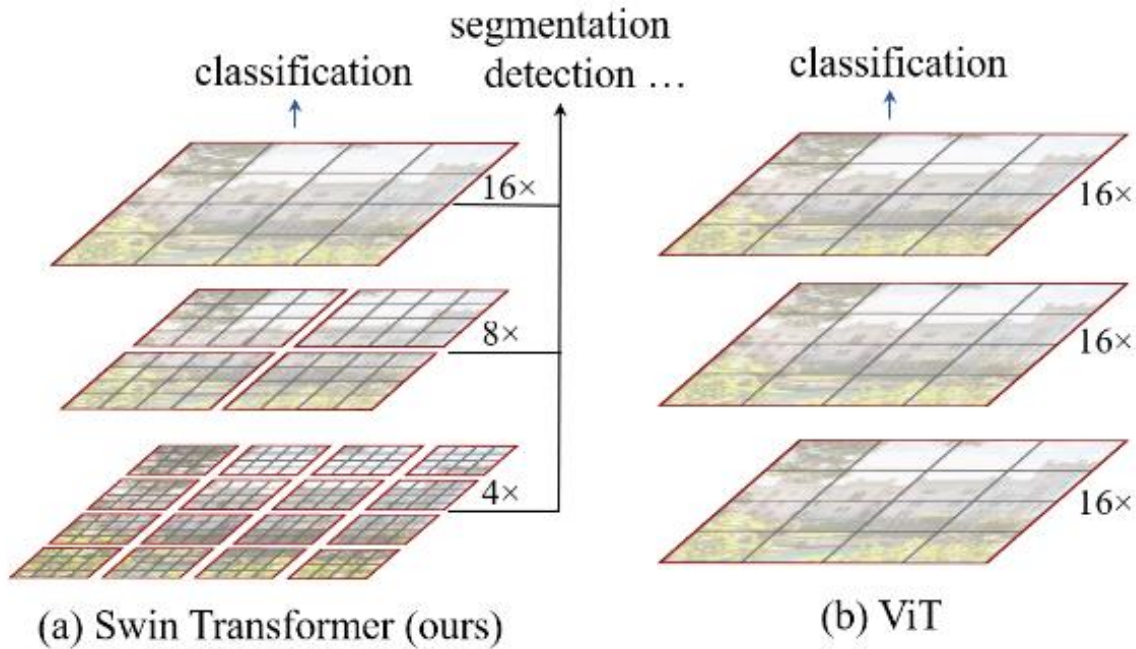 segmentation
classification
detection ...
classification
16×
16×
8×
16×
4×
16×
(a) Swin Transformer (ours)
(b) ViT